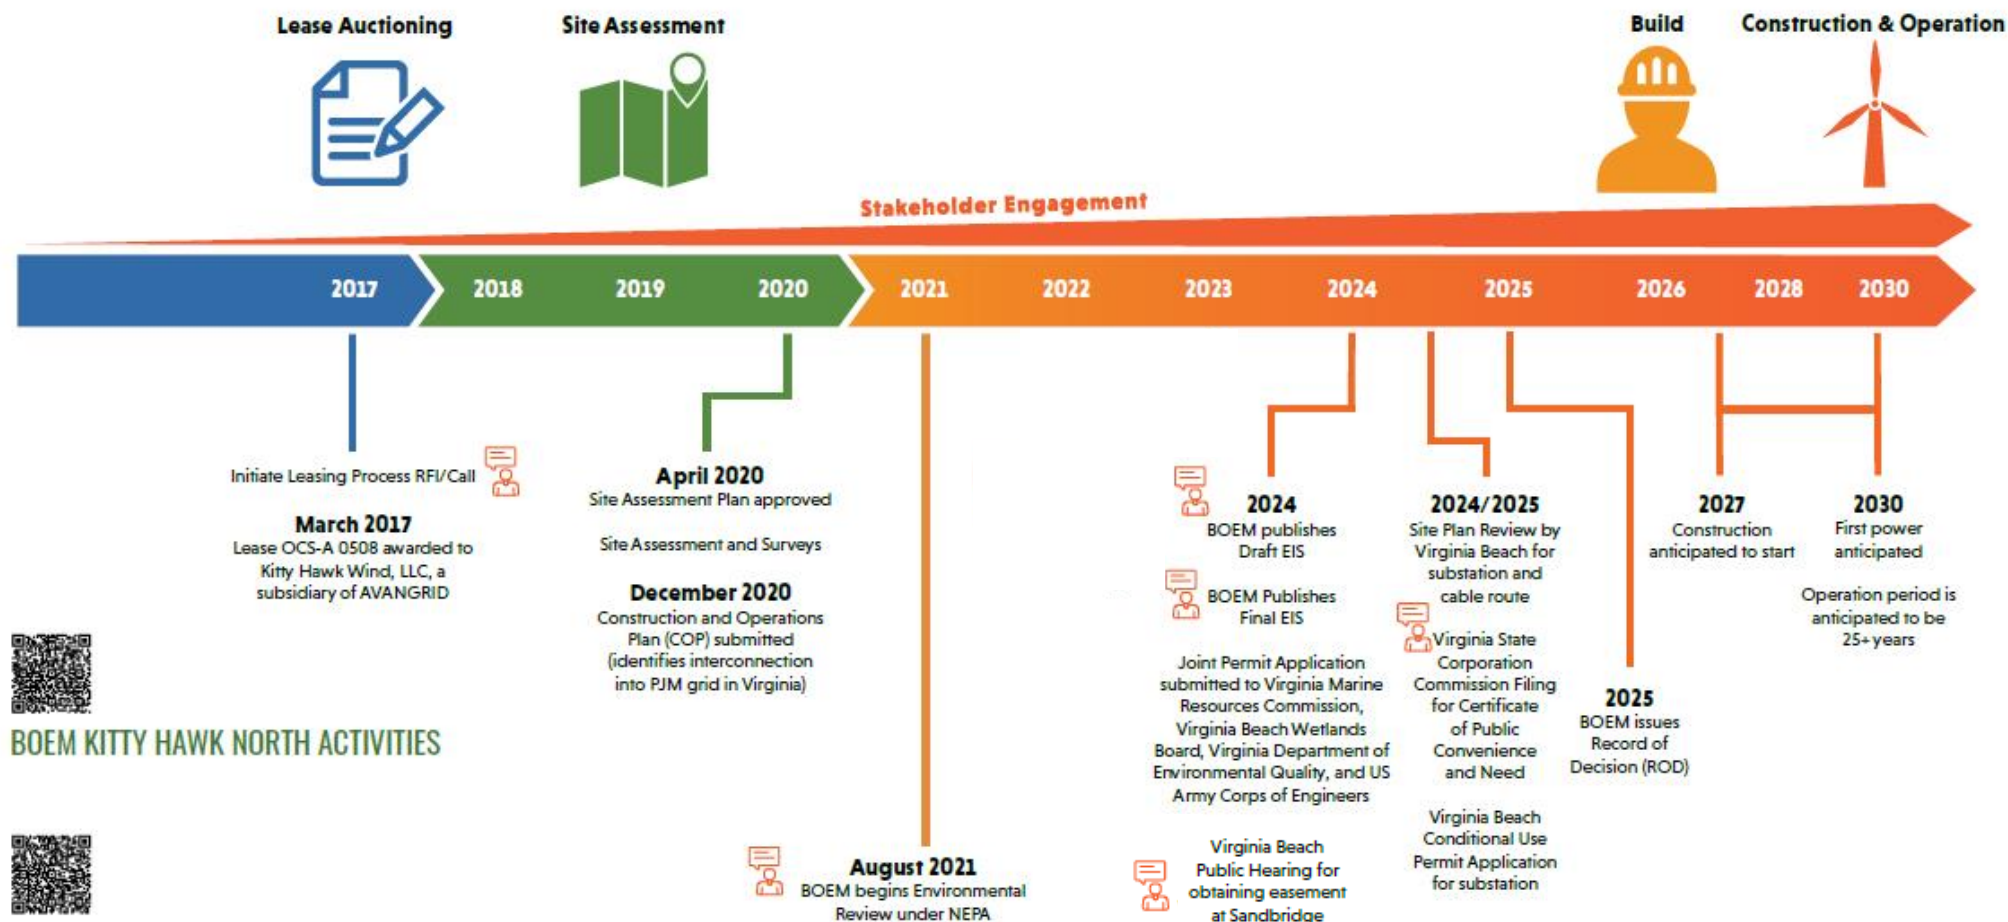 Lease Auctioning
Site Assessment
Build
Construction & Operation
Stakeholder Engagement
2017
2018
2019
2020
2021
2022
2023
2024
2025
2026
2028
2030
Initiate Leasing Process RFI/Call
March 2017
Lease OCS-A 0508 awarded to
Kitty Hawk Wind, LLC, a
subsidiary of AVANGRID
April 2020
Site Assessment Plan approved
Site Assessment and Surveys
December 2020
Construction and Operations
Plan (COP) submitted
(identifies interconnection
into PJM grid in Virginia)
August 2021
BOEM begins Environmental
Review under NEPA
2024
BOEM publishes
Draft EIS
BOEM Publishes
Final EIS
Joint Permit Application
submitted to Virginia Marine
Resources Commission,
Virginia Beach Wetlands
Board, Virginia Department of
Environmental Quality, and US
Army Corps of Engineers
Virginia Beach
Public Hearing for
obtaining easement
at Sandbridge
2024/2025
Site Plan Review by
Virginia Beach for
substation and
cable route
Virginia State
Corporation
Commission Filing
for Certificate
of Public
Convenience
and Need
Virginia Beach
Conditional Use
Permit Application
for substation
2025
BOEM issues
Record of
Decision (ROD)
2027
Construction
anticipated to start
2030
First power
anticipated
Operation period is
anticipated to be
25+ years
BOEM KITTY HAWK NORTH ACTIVITIES